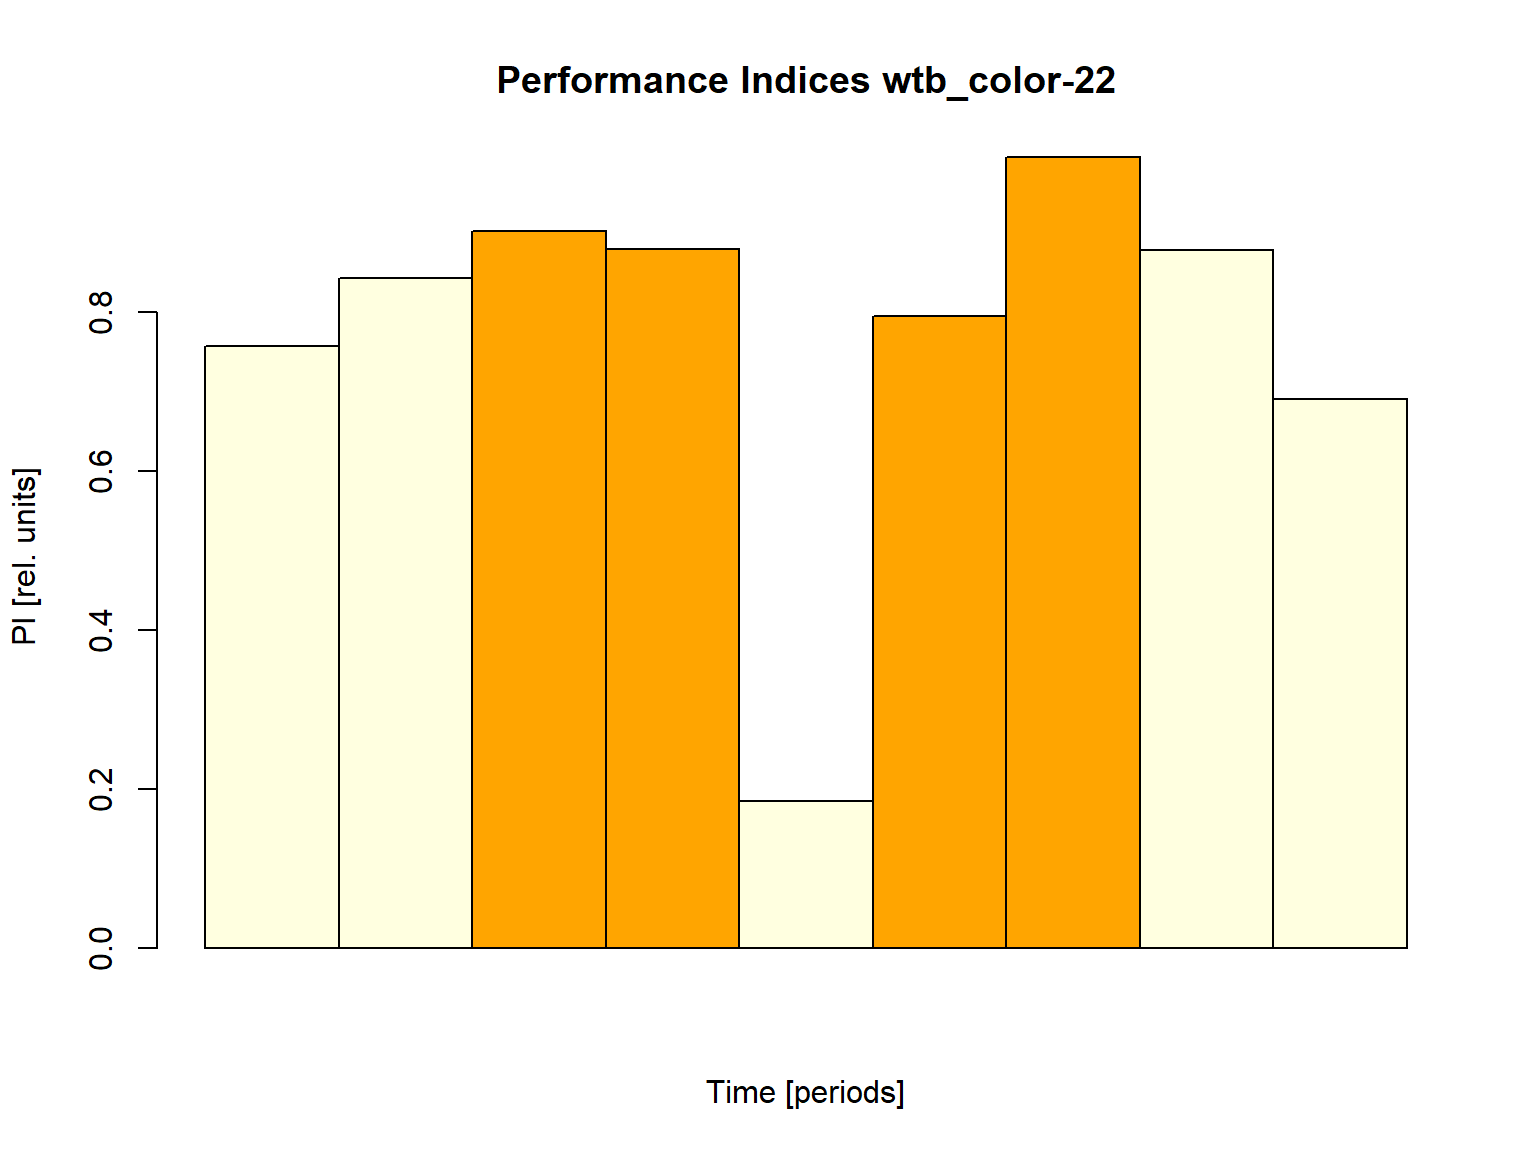 Performance Indices wtb_color-22
PI [rel. units]
0.8
0.6
0.4
0.2
0.0
Time [periods]